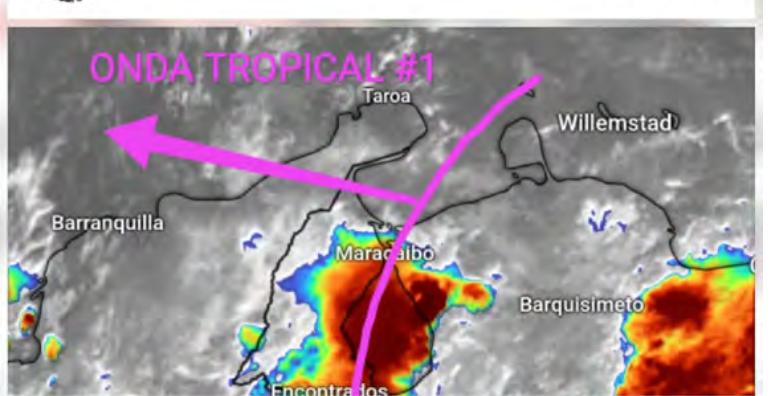 ONDA TROPICAL #1
Taroa
Willemstad
Barranquilla
Maracaibo
Barquisimeto
Encontrados